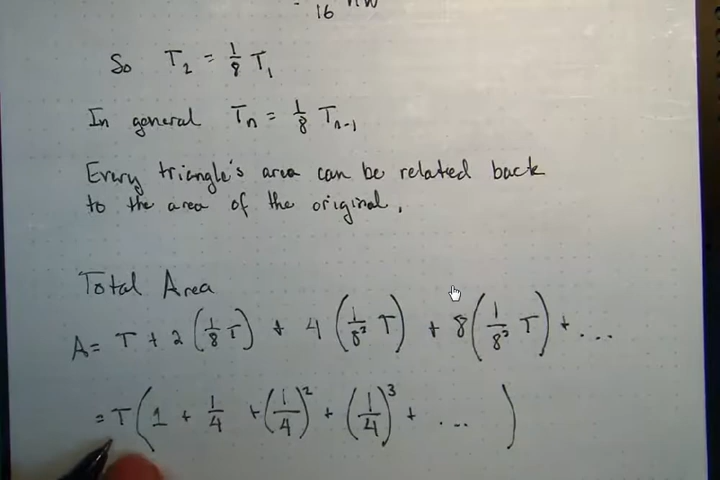 16 hw
So T₂ = 1/8 T₁
In general Tn = 1/8 Tn-1
Every triangle's area can be related back
to the area of the original.
Total Area
A = T + 2 (1/8 T) + 4 (1/8² T) + 8 (1/8³ T) + ...
= T (1 + 1/4 + (1/4)² + (1/4)³ + ... )